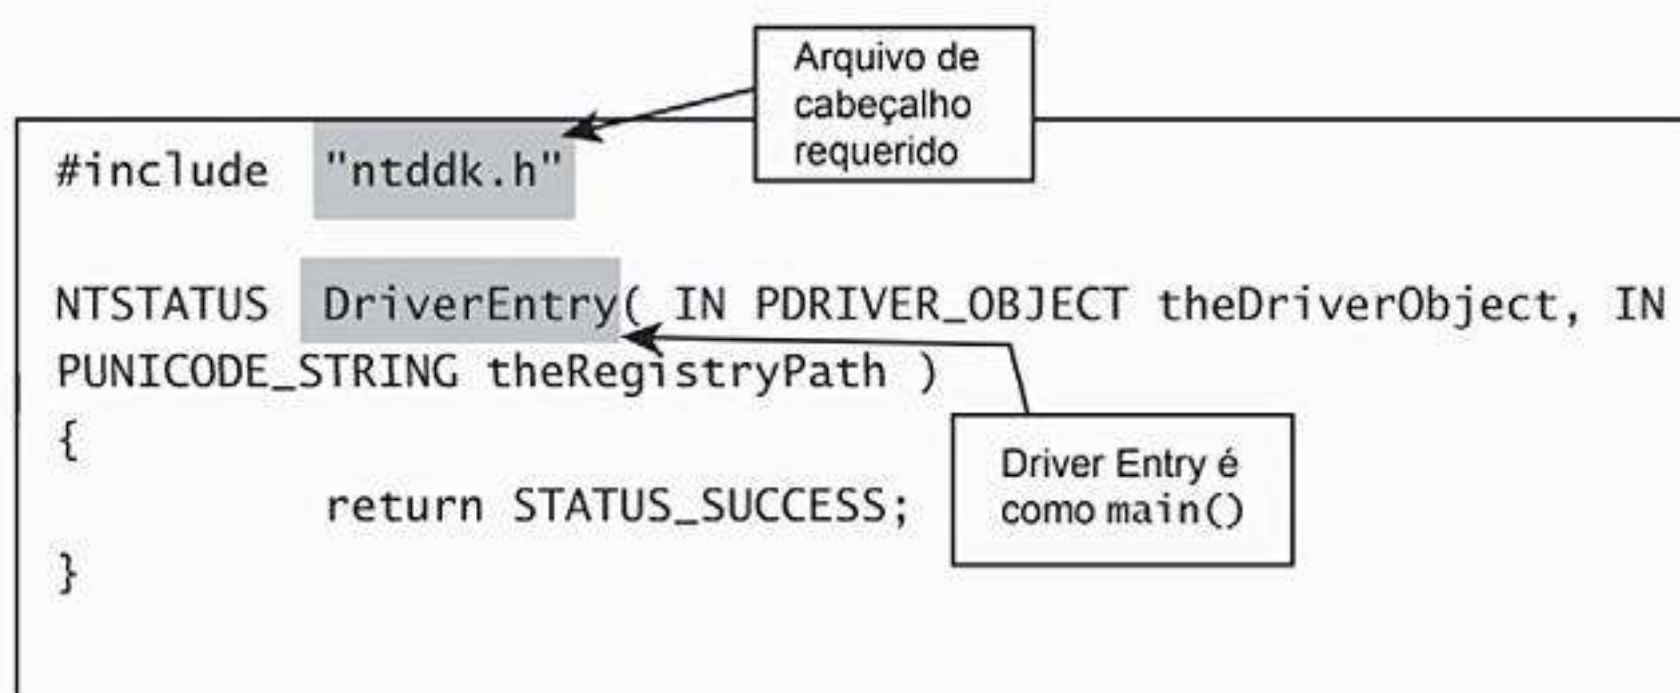 Arquivo de
cabeçalho
requerido
#include "ntddk.h"
NTSTATUS DriverEntry( IN PDRIVER_OBJECT theDriverObject, IN
PUNICODE_STRING theRegistryPath )
{
return STATUS_SUCCESS;
}
Driver Entry é
como main()